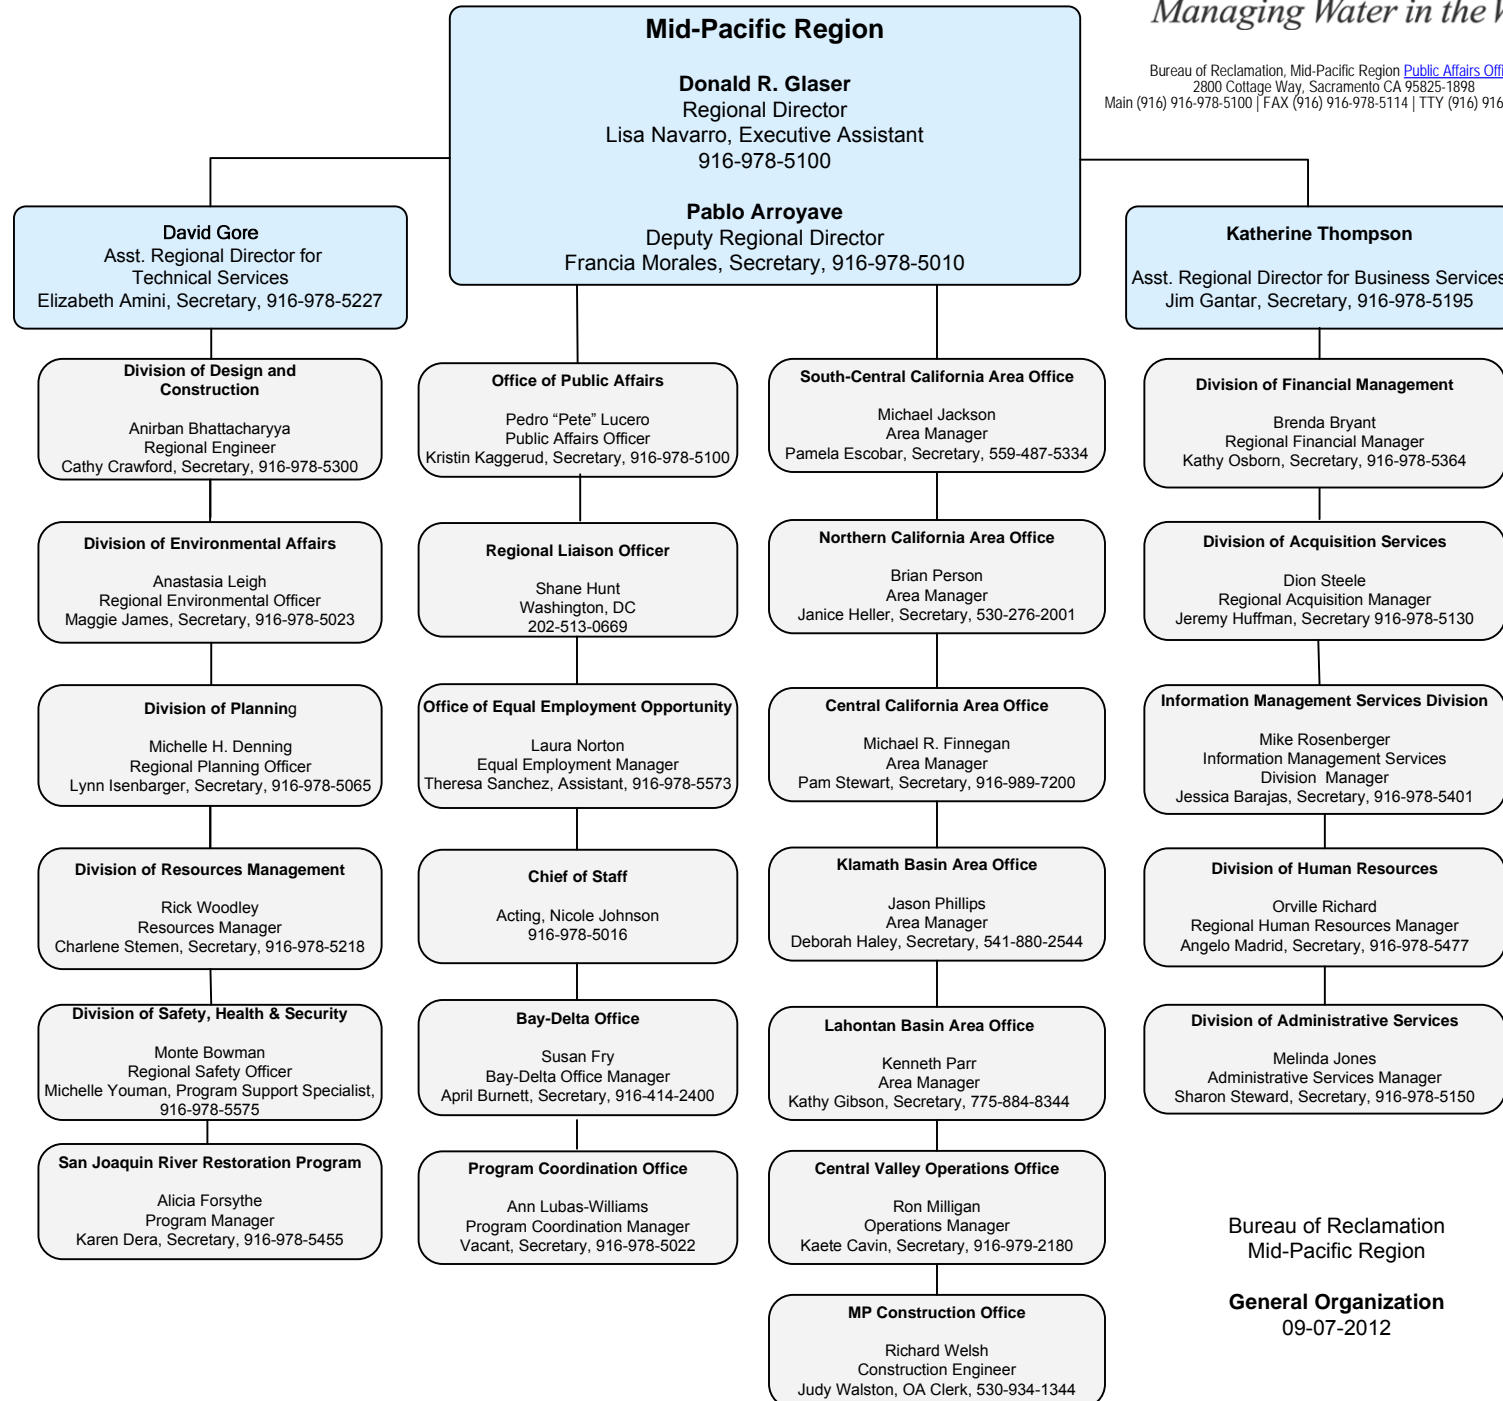 Managing Water in the
Bureau of Reclamation, Mid-Pacific Region Public Affairs
2800 Cottage Way, Sacramento CA 95825-1898
Main (916) 916-978-5100 | FAX (916) 916-978-5114 | TTY (916)
Mid-Pacific Region
Donald R. Glaser
Regional Director
Lisa Navarro, Executive Assistant
916-978-5100
Pablo Arroyave
Deputy Regional Director
Francia Morales, Secretary, 916-978-5010
David Gore
Asst. Regional Director for
Technical Services
Elizabeth Amini, Secretary, 916-978-5227
Katherine Thompson
Asst. Regional Director for Business Services
Jim Gantar, Secretary, 916-978-5195
Division of Design and
Construction
Anirban Bhattacharyya
Regional Engineer
Cathy Crawford, Secretary, 916-978-5300
Division of Environmental Affairs
Anastasia Leigh
Regional Environmental Officer
Maggie James, Secretary, 916-978-5023
Division of Planning
Michelle H. Denning
Regional Planning Officer
Lynn Isenbarger, Secretary, 916-978-5065
Division of Resources Management
Rick Woodley
Resources Manager
Charlene Stemen, Secretary, 916-978-5218
Division of Safety, Health & Security
Monte Bowman
Regional Safety Officer
Michelle Youman, Program Support Specialist,
916-978-5575
San Joaquin River Restoration Program
Alicia Forsythe
Program Manager
Karen Dera, Secretary, 916-978-5455
Office of Public Affairs
Pedro “Pete” Lucero
Public Affairs Officer
Kristin Kaggerud, Secretary, 916-978-5100
Regional Liaison Officer
Shane Hunt
Washington, DC
202-513-0669
Office of Equal Employment Opportunity
Laura Norton
Equal Employment Manager
Theresa Sanchez, Assistant, 916-978-5573
Chief of Staff
Acting, Nicole Johnson
916-978-5016
Bay-Delta Office
Susan Fry
Bay-Delta Office Manager
April Burnett, Secretary, 916-414-2400
Program Coordination Office
Ann Lubas-Williams
Program Coordination Manager
Vacant, Secretary, 916-978-5022
South-Central California Area Office
Michael Jackson
Area Manager
Pamela Escobar, Secretary, 559-487-5334
Northern California Area Office
Brian Person
Area Manager
Janice Heller, Secretary, 530-276-2001
Central California Area Office
Michael R. Finnegan
Area Manager
Pam Stewart, Secretary, 916-989-7200
Klamath Basin Area Office
Jason Phillips
Area Manager
Deborah Haley, Secretary, 541-880-2544
Lahontan Basin Area Office
Kenneth Parr
Area Manager
Kathy Gibson, Secretary, 775-884-8344
Central Valley Operations Office
Ron Milligan
Operations Manager
Kaete Cavin, Secretary, 916-979-2180
MP Construction Office
Richard Welsh
Construction Engineer
Judy Walston, OA Clerk, 530-934-1344
Division of Financial Management
Brenda Bryant
Regional Financial Manager
Kathy Osborn, Secretary, 916-978-5364
Division of Acquisition Services
Dion Steele
Regional Acquisition Manager
Jeremy Huffman, Secretary 916-978-5130
Information Management Services Division
Mike Rosenberger
Information Management Services
Division Manager
Jessica Barajas, Secretary, 916-978-5401
Division of Human Resources
Orville Richard
Regional Human Resources Manager
Angelo Madrid, Secretary, 916-978-5477
Division of Administrative Services
Melinda Jones
Administrative Services Manager
Sharon Steward, Secretary, 916-978-5150
Bureau of Reclamation
Mid-Pacific Region
General Organization
09-07-2012